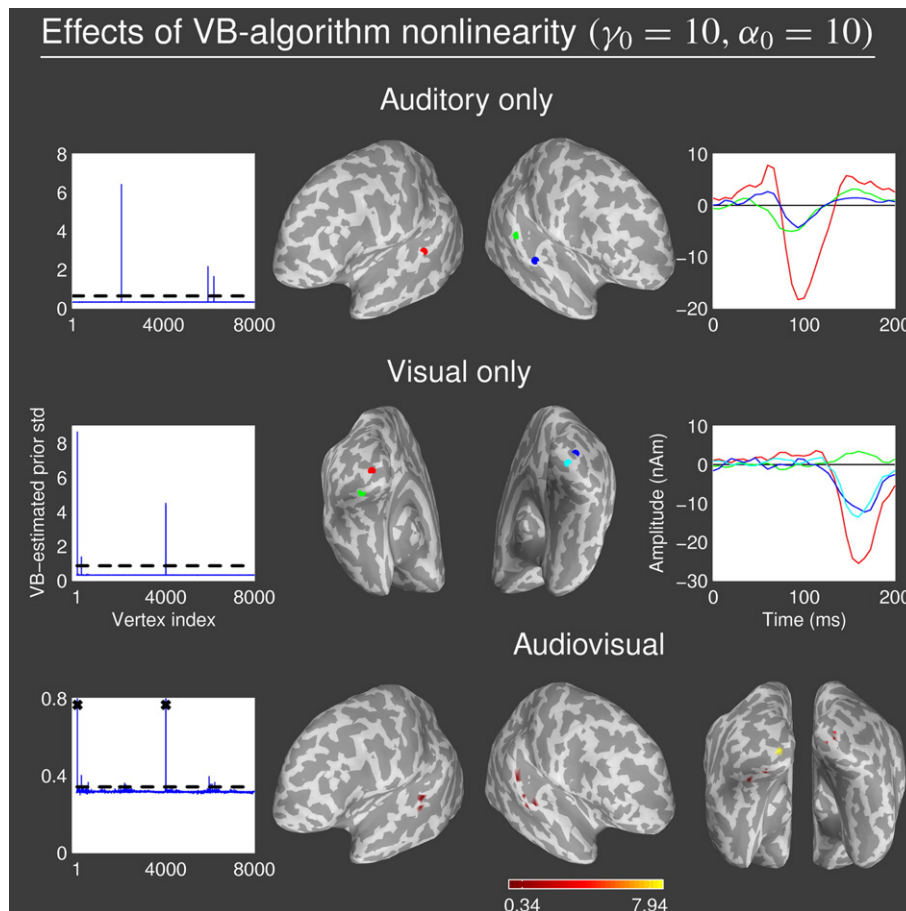 Effects of VB-algorithm nonlinearity (γ₀ = 10, α₀ = 10)
Auditory only
8
6
4
2
0
1 4000 8000
10
0
−10
−20
0 100 200
Visual only
VB−estimated prior std
8
6
4
2
0
1 4000 8000
Vertex index
Amplitude (nAm)
10
0
−10
−20
−30
0 100 200
Time (ms)
Audiovisual
0.8
0.4
0
1 4000 8000
0.34 7.94